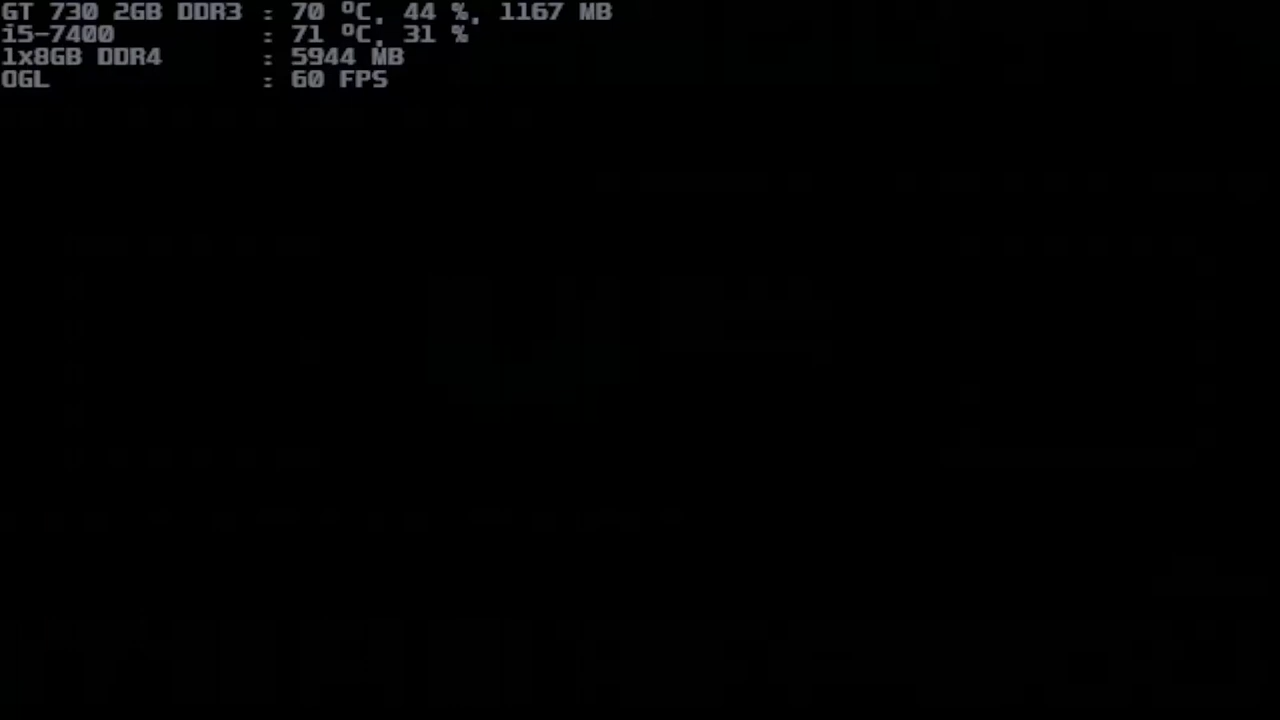 GT 730 2GB DDR3 : 70 ºC, 44 %, 1167 MB
i5-7400 : 71 ºC, 31 %
1x8GB DDR4 : 5944 MB
OGL : 60 FPS